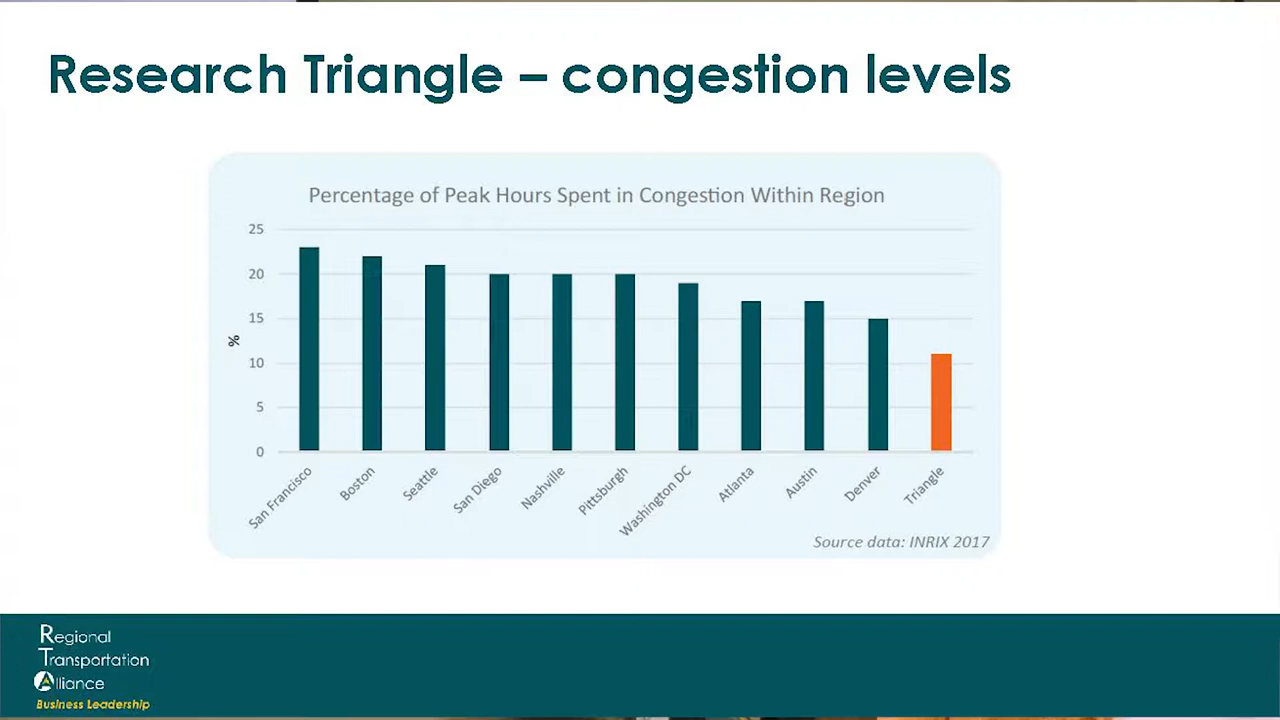 Research Triangle – congestion levels
Percentage of Peak Hours Spent in Congestion Within Region
25
20
15
10
5
0
%
San Francisco
Boston
Seattle
San Diego
Nashville
Pittsburgh
Washington DC
Atlanta
Austin
Denver
Triangle
Source data: INRIX 2017
Regional
Transportation
Alliance
Business Leadership